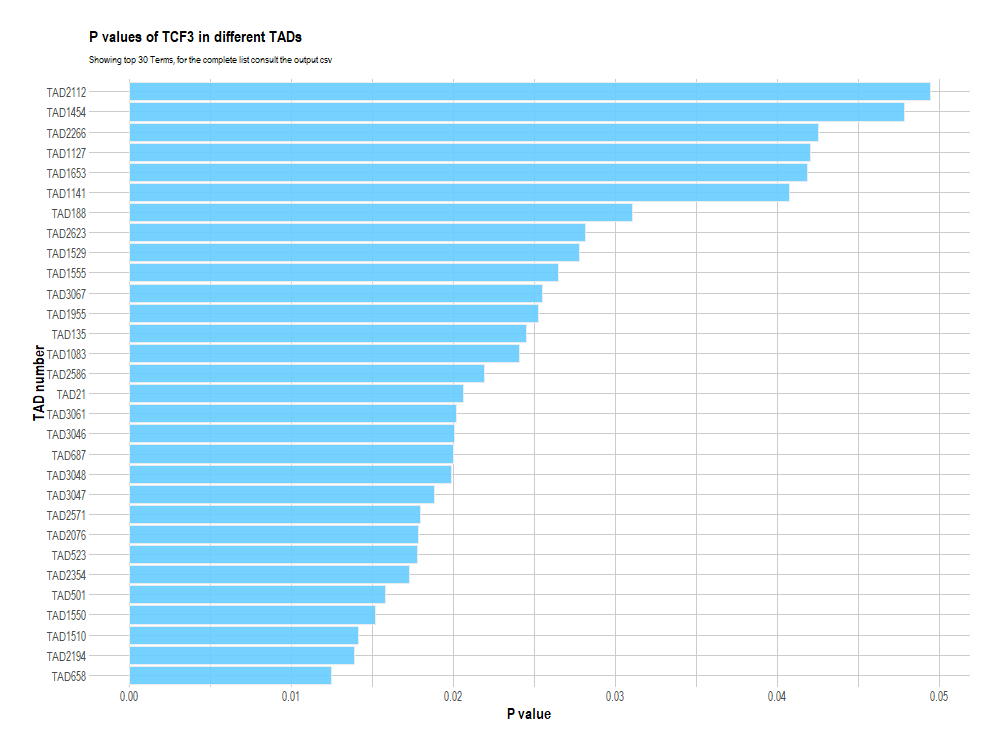 P values of TCF3 in different TADs
Showing top 30 Terms, for the complete list consult the output csv
TAD2112
TAD1454
TAD2266
TAD1127
TAD1653
TAD1141
TAD188
TAD2623
TAD1529
TAD1555
TAD3067
TAD1955
TAD135
TAD1083
TAD2586
TAD21
TAD3061
TAD3046
TAD687
TAD3048
TAD3047
TAD2571
TAD2076
TAD523
TAD2354
TAD501
TAD1550
TAD1510
TAD2194
TAD658
TAD number
0.00 0.01 0.02 0.03 0.04 0.05
P value